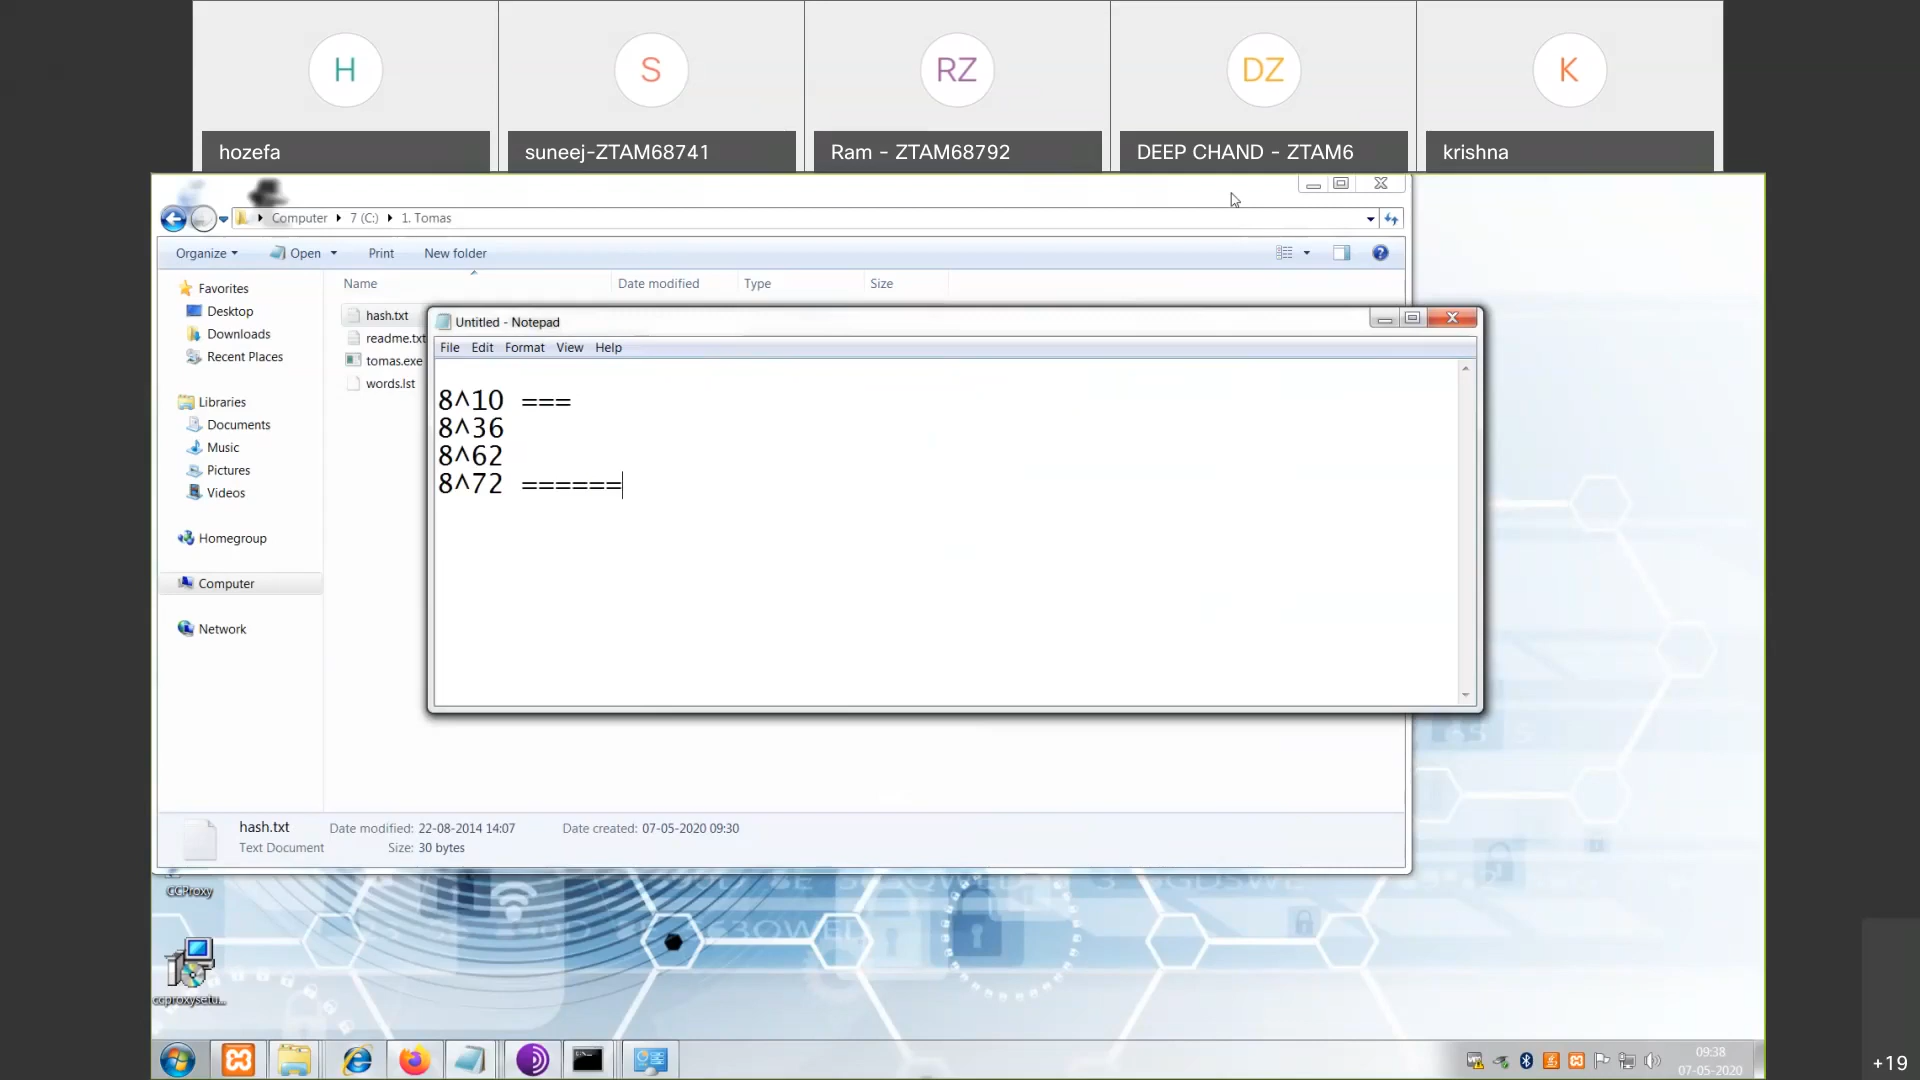 H
S
RZ
DZ
K
hozefa
suneej-ZTAM68741
Ram - ZTAM68792
DEEP CHAND - ZTAM6
krishna
Computer
7 (C:)
1. Tomas
Organize
Open
Print
New folder
Name
Date modified
Type
Size
Favorites
Desktop
Downloads
Recent Places
Libraries
Documents
Music
Pictures
Videos
Homegroup
Computer
Network
hash.txt
readme.txt
tomas.exe
words.lst
Untitled - Notepad
File Edit Format View Help
8^10 ===
8^36
8^62
8^72 ======
hash.txt
Date modified: 22-08-2014 14:07
Date created: 07-05-2020 09:30
Text Document
Size: 30 bytes
CCProxy
ccproxysetu...
09:38
07-05-2020
+19